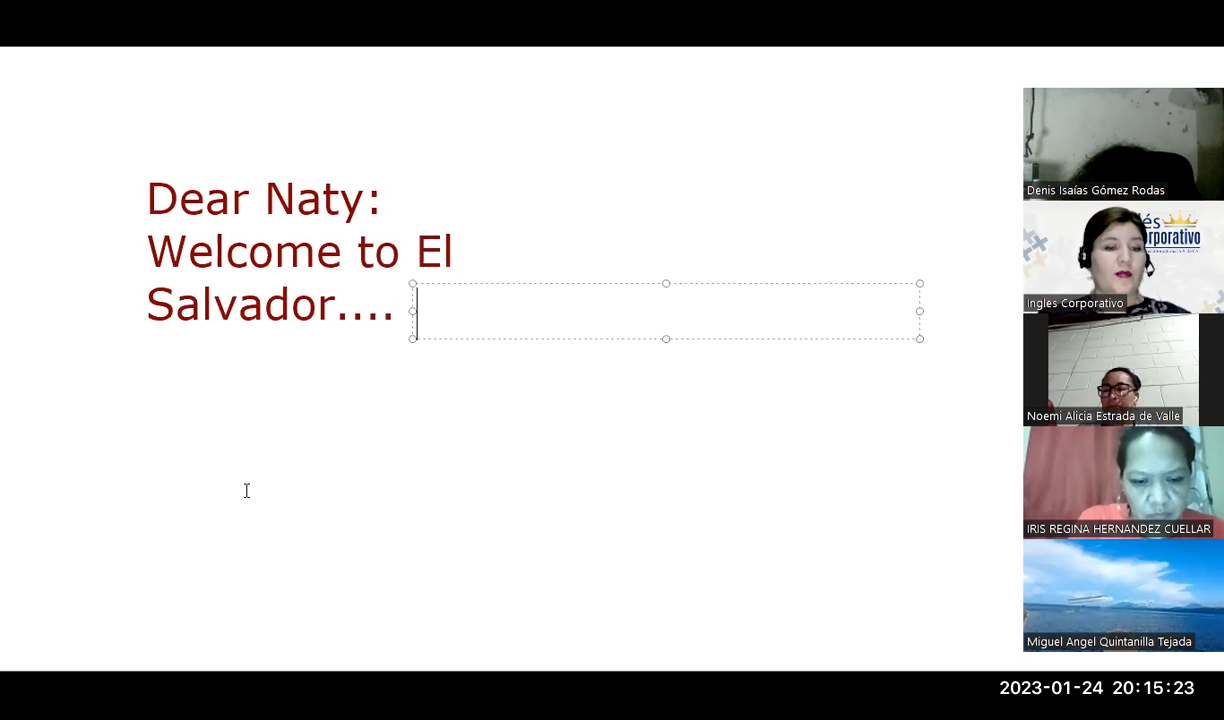 Dear Naty:
Welcome to El
Salvador....
Denis Isaías Gómez Rodas
Ingles Corporativo
Noemi Alicia Estrada de Valle
IRIS REGINA HERNANDEZ CUELLAR
Miguel Angel Quintanilla Tejada
2023-01-24 20:15:23